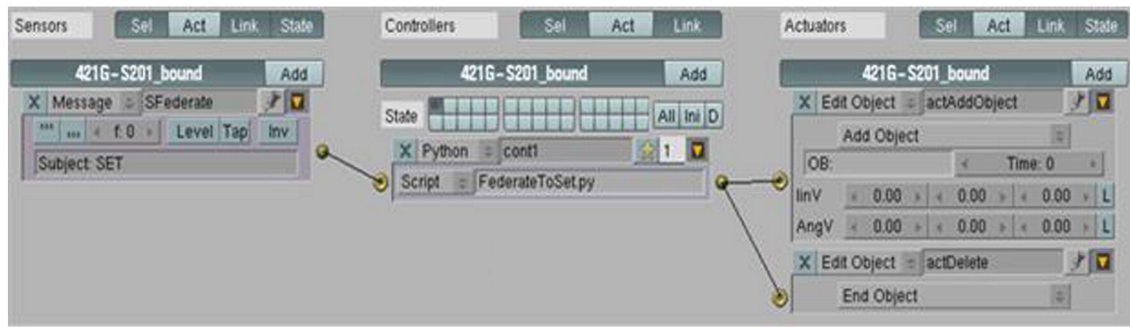 Sensors Sel Act Link State Controllers Sel Act Link Actuators Sel Act Link State
421G-S201_bound Add 421G-S201_bound Add 421G-S201_bound Add
X Message SFederate
""" ... f: 0 Level Tap Inv
Subject: SET
State All Ini D
X Python cont1 1
Script FederateToSet.py
X Edit Object actAddObject
Add Object
OB: Time: 0
linV 0.00 0.00 0.00 L
AngV 0.00 0.00 0.00 L
X Edit Object actDelete
End Object